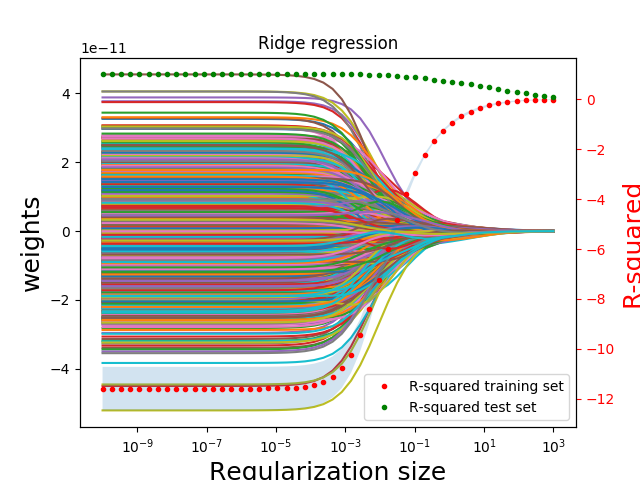 Ridge regression
1e−11
weights
4
2
0
−2
−4
0
−2
−4
−6
−8
−10
−12
R-squared
R-squared training set
R-squared test set
10⁻⁹
10⁻⁷
10⁻⁵
10⁻³
10⁻¹
10¹
10³
Regularization size